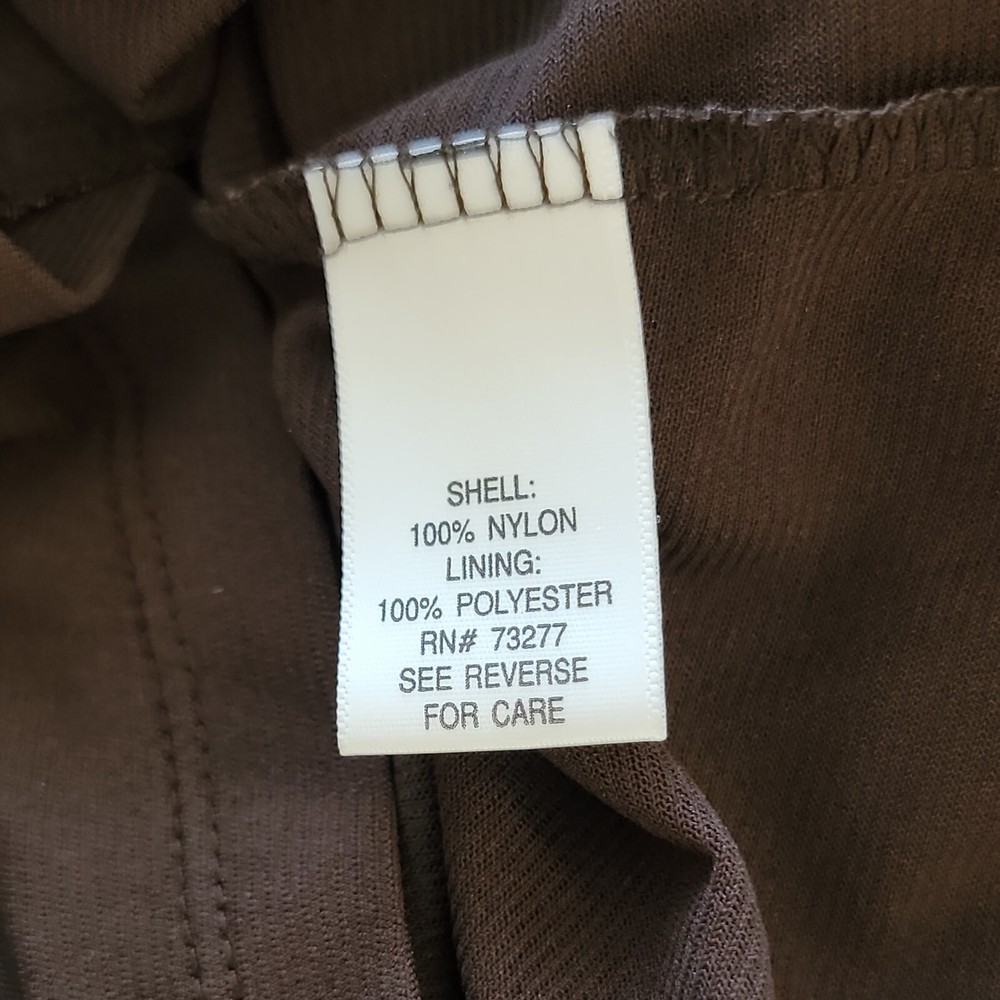 SHELL:
100% NYLON
LINING:
100% POLYESTER
RN# 73277
SEE REVERSE
FOR CARE